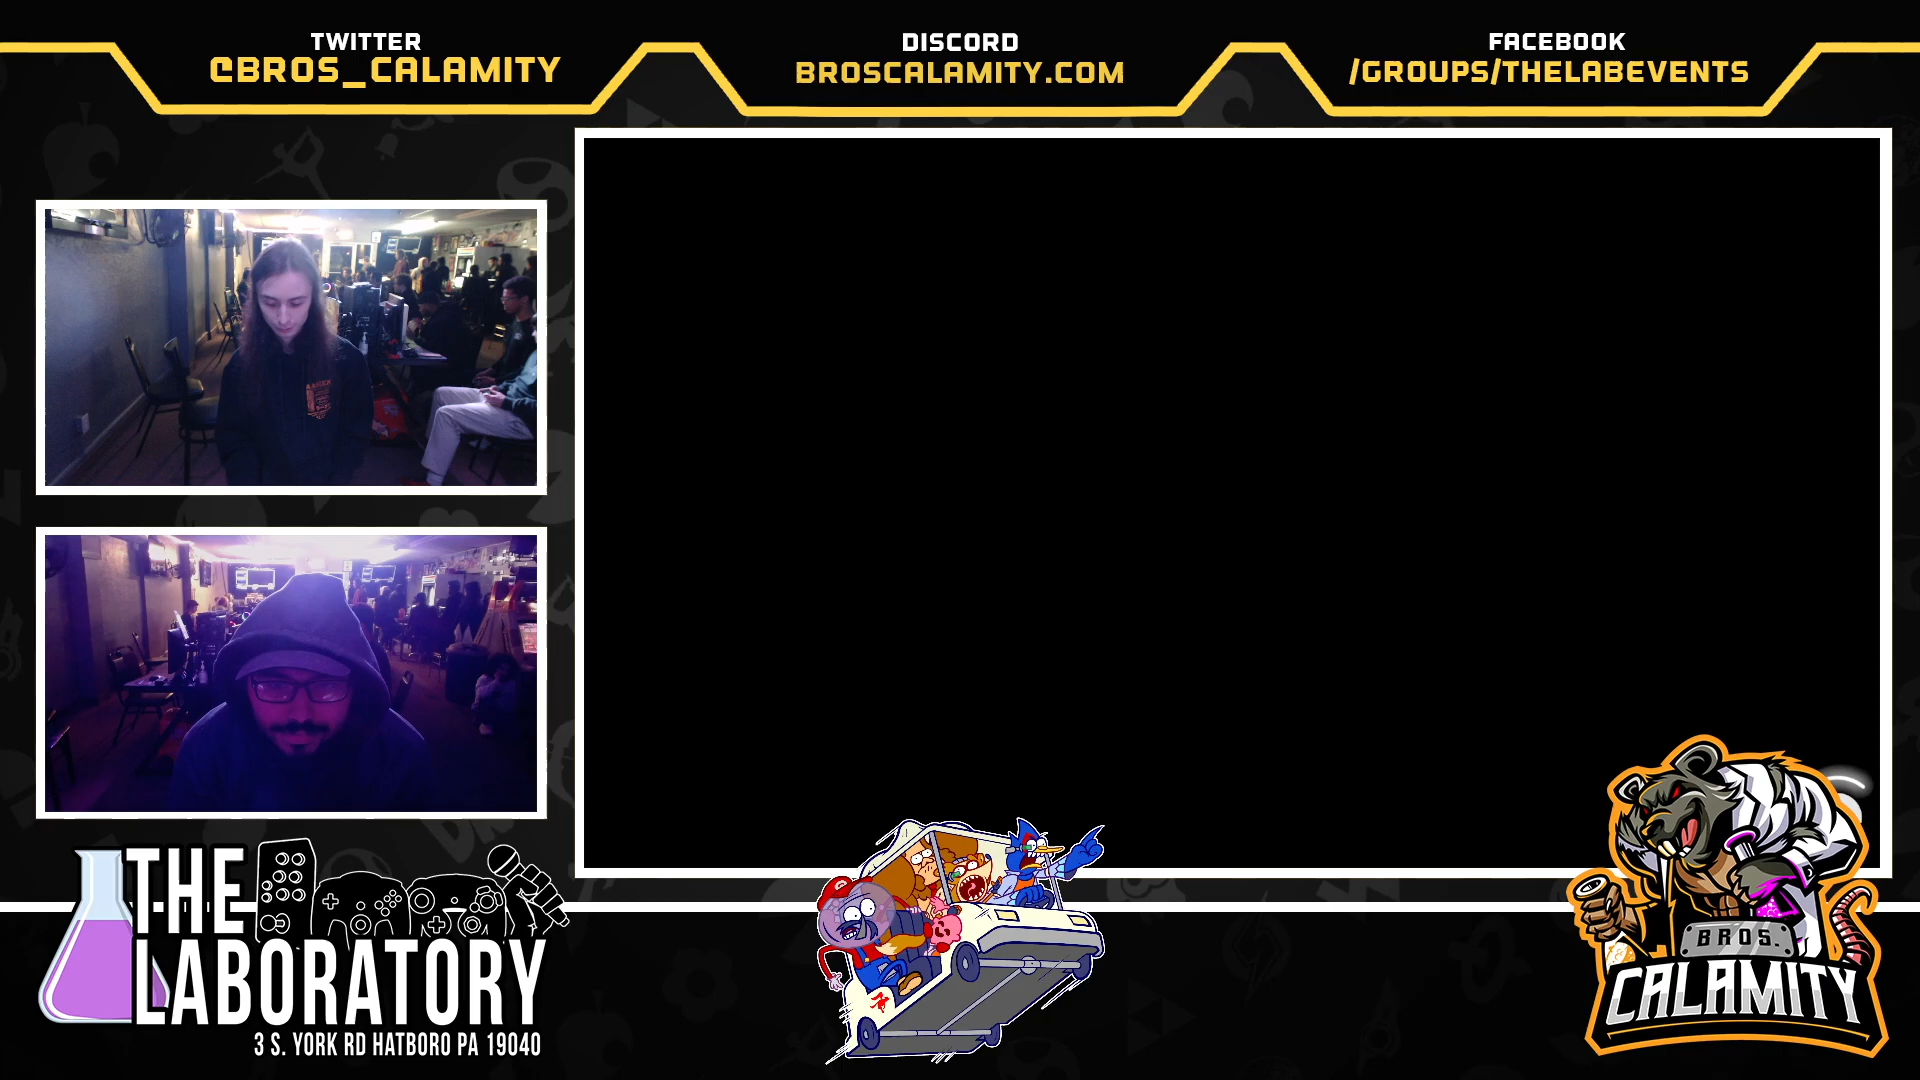 TWITTER
@BROS_CALAMITY
DISCORD
BROSCALAMITY.COM
FACEBOOK
/GROUPS/THELABEVENTS
THE
LABORATORY
3 S. YORK RD HATBORO PA 19040
BROS.
CALAMITY